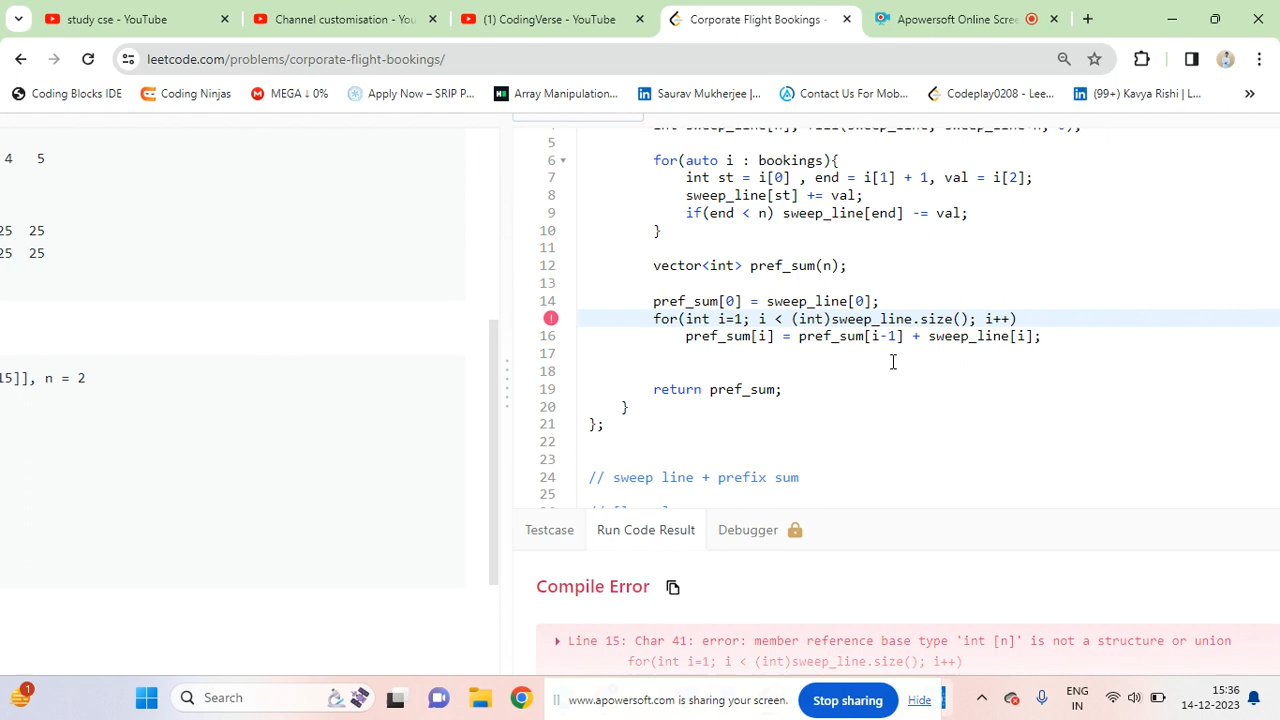 study cse - YouTube
Channel customisation - You
(1) CodingVerse - YouTube
Corporate Flight Bookings -
Apowersoft Online Scree
leetcode.com/problems/corporate-flight-bookings/
Coding Blocks IDE
Coding Ninjas
MEGA ↓ 0%
Apply Now – SRIP P...
Array Manipulation...
Saurav Mukherjee |...
Contact Us For Mob...
Codeplay0208 - Lee...
(99+) Kavya Rishi | L...
»
4 5
25 25
25 25
15]], n = 2
5
6 for(auto i : bookings){
7 int st = i[0] , end = i[1] + 1, val = i[2];
8 sweep_line[st] += val;
9 if(end < n) sweep_line[end] -= val;
10 }
11
12 vector<int> pref_sum(n);
13
14 pref_sum[0] = sweep_line[0];
for(int i=1; i < (int)sweep_line.size(); i++)
16 pref_sum[i] = pref_sum[i-1] + sweep_line[i];
17
18
19 return pref_sum;
20 }
21 };
22
23
24 // sweep line + prefix sum
25
Testcase
Run Code Result
Debugger
Compile Error
Line 15: Char 41: error: member reference base type 'int [n]' is not a structure or union
for(int i=1; i < (int)sweep_line.size(); i++)
1
Search
www.apowersoft.com is sharing your screen.
Stop sharing
Hide
ENG
IN
15:36
14-12-2023